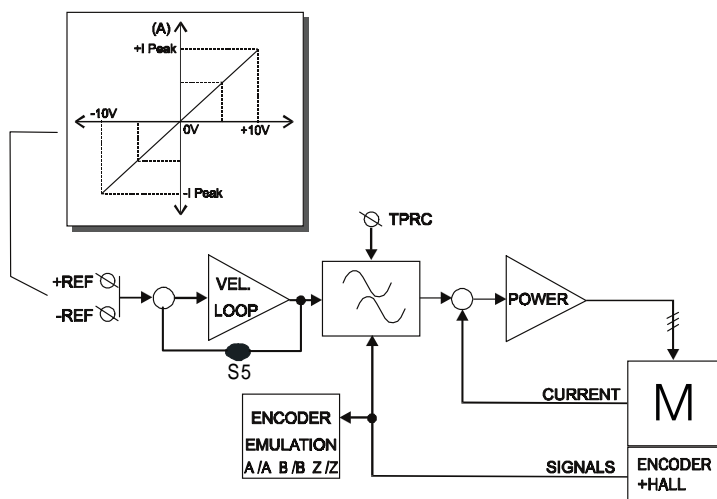 (A)
+I Peak
-10V
0V
+10V
-I Peak
TPRC
+REF
-REF
VEL.
LOOP
S5
POWER
CURRENT
M
ENCODER
EMULATION
A /A B /B Z /Z
SIGNALS
ENCODER
+HALL